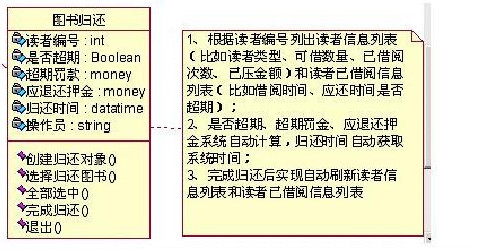 图书归还
读者编号 : int
是否超期 : Boolean
超期罚款 : money
应退还押金 : money
归还时间 : datatime
操作员 : string
创建归还对象()
选择归还图书()
全部选中()
完成归还()
退出()
1、根据读者编号列出读者信息列表
（比如读者类型、可借数量、已借阅
次数、已压金额）和读者已借阅信息
列表（比如借阅时间、应还时间是否
超期）；
2、是否超期、超期罚金、应退还押
金系统自动计算，归还时间自动获取
系统时间；
3、完成归还后实现自动刷新读者信
息列表和读者已借阅信息列表